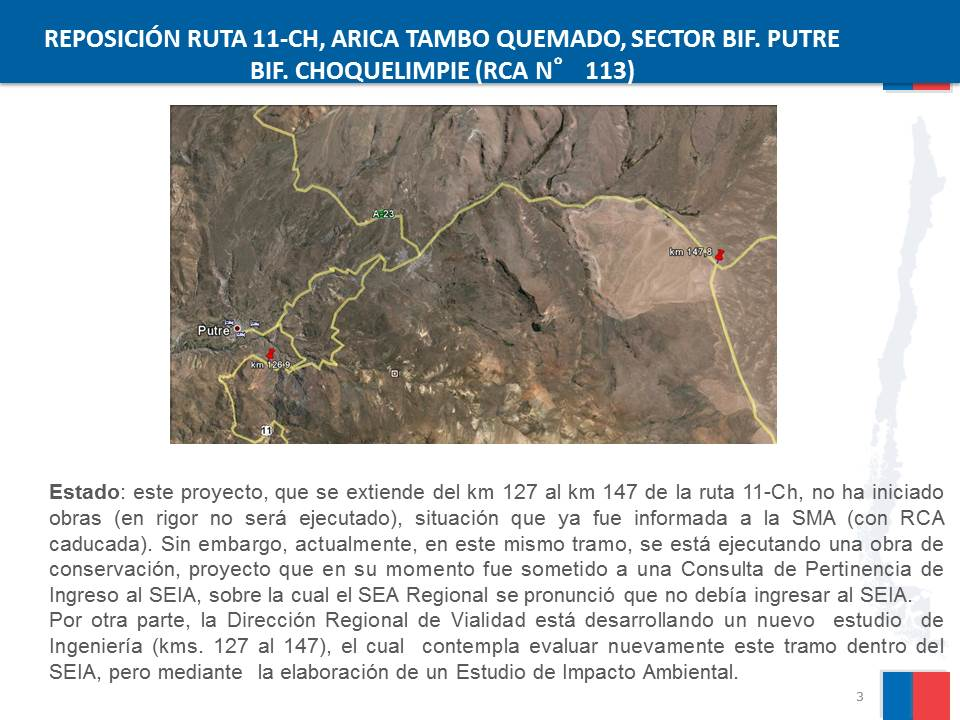 REPOSICIÓN RUTA 11-CH, ARICA TAMBO QUEMADO, SECTOR BIF. PUTRE
BIF. CHOQUELIMPIE (RCA N° 113)
A-23
km 147,8
Putre
km 126,9
11
Estado: este proyecto, que se extiende del km 127 al km 147 de la ruta 11-Ch, no ha iniciado
obras (en rigor no será ejecutado), situación que ya fue informada a la SMA (con RCA
caducada). Sin embargo, actualmente, en este mismo tramo, se está ejecutando una obra de
conservación, proyecto que en su momento fue sometido a una Consulta de Pertinencia de
Ingreso al SEIA, sobre la cual el SEA Regional se pronunció que no debía ingresar al SEIA.
Por otra parte, la Dirección Regional de Vialidad está desarrollando un nuevo estudio de
Ingeniería (kms. 127 al 147), el cual contempla evaluar nuevamente este tramo dentro del
SEIA, pero mediante la elaboración de un Estudio de Impacto Ambiental.
3